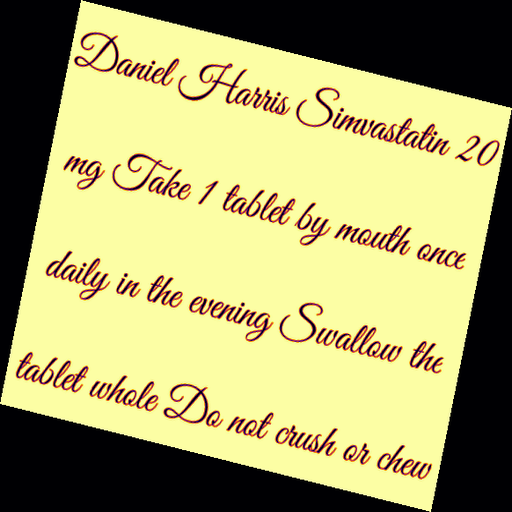 Daniel Harris Simvastatin 20
mg Take 1 tablet by mouth once
daily in the evening Swallow the
tablet whole Do not crush or chew